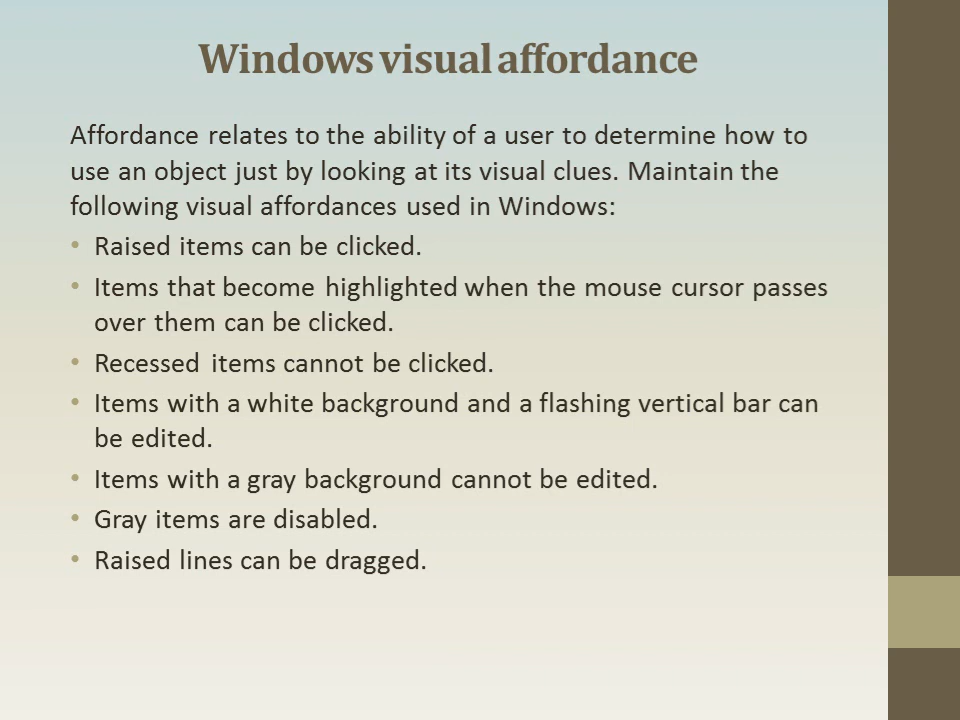 Windows visual affordance
Affordance relates to the ability of a user to determine how to
use an object just by looking at its visual clues. Maintain the
following visual affordances used in Windows:
• Raised items can be clicked.
• Items that become highlighted when the mouse cursor passes
over them can be clicked.
• Recessed items cannot be clicked.
• Items with a white background and a flashing vertical bar can
be edited.
• Items with a gray background cannot be edited.
• Gray items are disabled.
• Raised lines can be dragged.